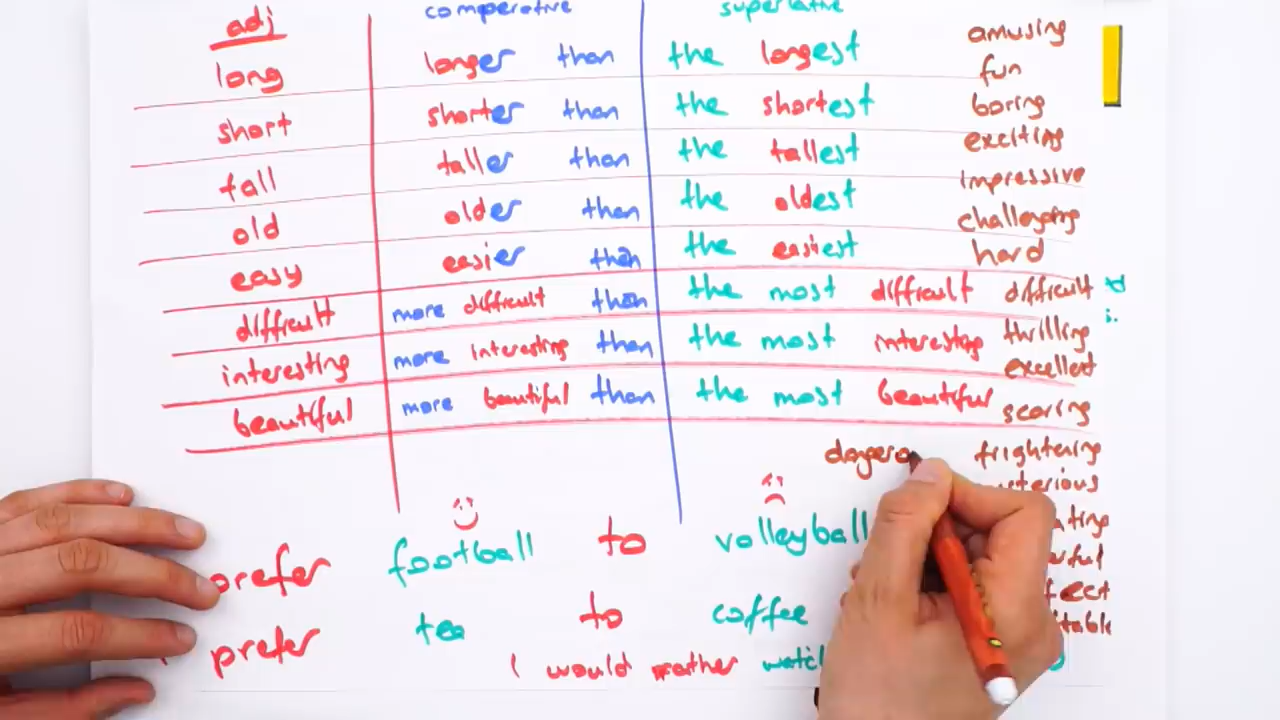 adj comperative superlative
long longer than the longest amusing
fun
short shorter than the shortest boring
exciting
tall taller than the tallest impressive
old older than the oldest challenging
easy easier than the easiest hard
difficult more difficult than the most difficult difficult
interesting more interesting than the most interesting thrilling
excellent
beautiful more beautiful than the most beautiful scaring
frightening
prefer football to volleyball
prefer tea to coffee
I would rather